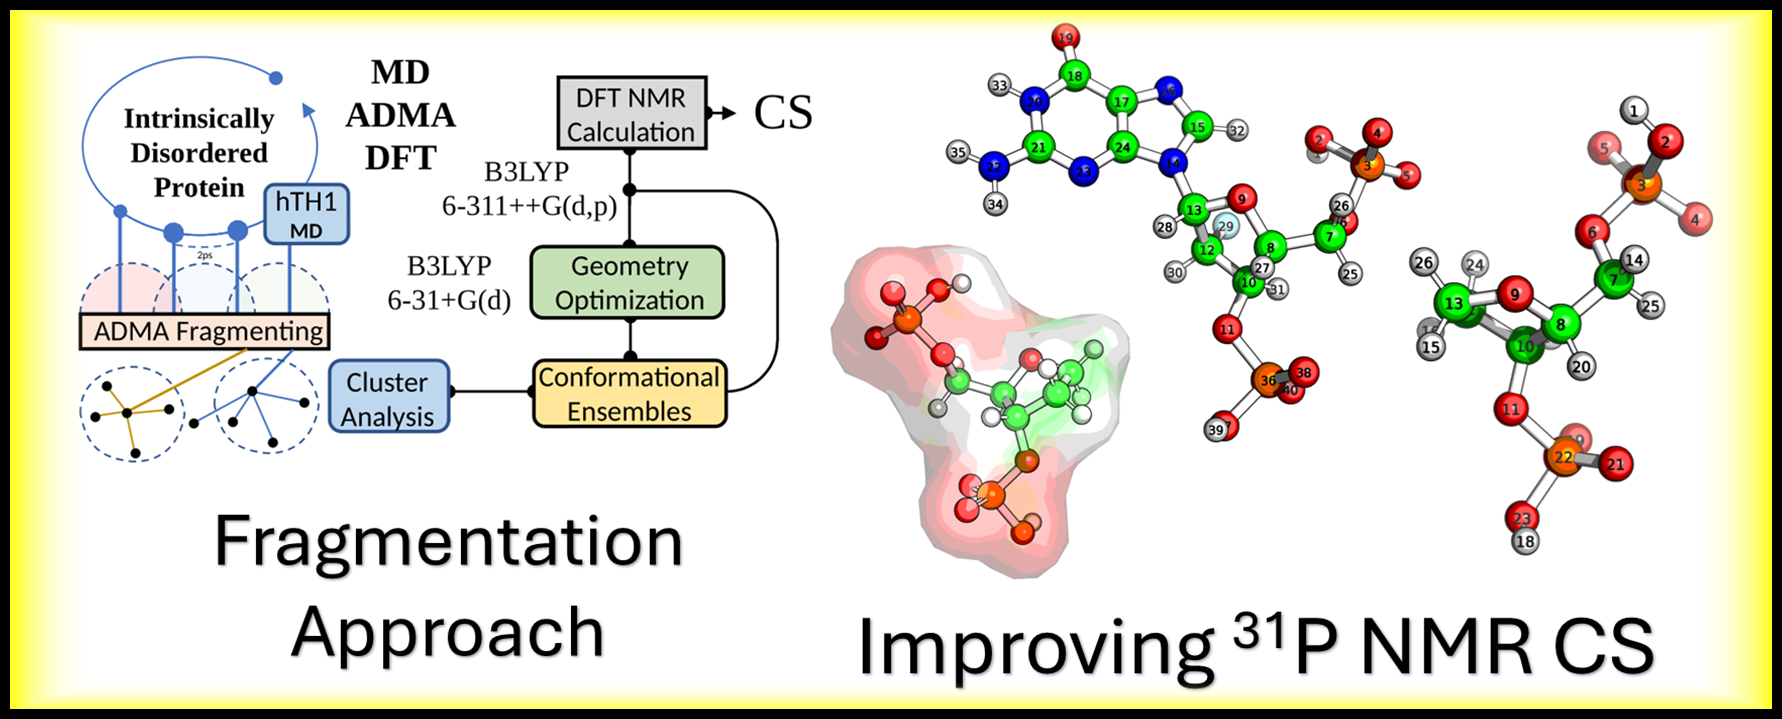 Intrinsically
Disordered
Protein
MD
ADMA
DFT
hTH1
MD
2ps
ADMA Fragmenting
DFT NMR
Calculation
CS
B3LYP
6-311++G(d,p)
Geometry
Optimization
B3LYP
6-31+G(d)
Cluster
Analysis
Conformational
Ensembles
Fragmentation
Approach
19
18
33
20
17
16
15
32
35
22
21
24
23
14
34
13
9
28
29
12
30
8
27
10
31
7
25
26
2
4
3
5
11
36
38
40
39
1
2
5
3
4
6
14
7
25
26
24
13
9
8
15
10
20
11
22
21
23
18
Improving ³¹P NMR CS